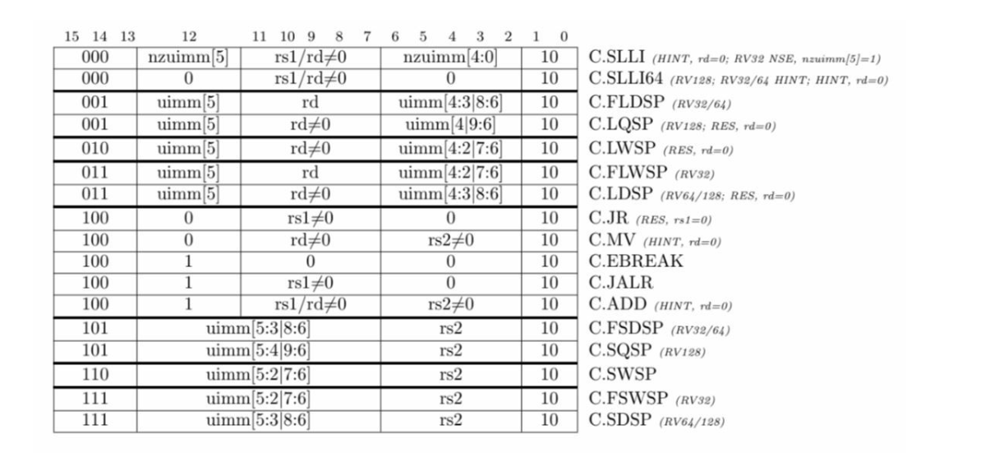 15 14 13 12 11 10 9 8 7 6 5 4 3 2 1 0
000 nzuimm[5] rs1/rd≠0 nzuimm[4:0] 10 C.SLLI (HINT, rd=0; RV32 NSE, nzuimm[5]=1)
000 0 rs1/rd≠0 0 10 C.SLLI64 (RV128; RV32/64 HINT; HINT, rd=0)
001 uimm[5] rd uimm[4:3|8:6] 10 C.FLDSP (RV32/64)
001 uimm[5] rd≠0 uimm[4|9:6] 10 C.LQSP (RV128; RES, rd=0)
010 uimm[5] rd≠0 uimm[4:2|7:6] 10 C.LWSP (RES, rd=0)
011 uimm[5] rd uimm[4:2|7:6] 10 C.FLWSP (RV32)
011 uimm[5] rd≠0 uimm[4:3|8:6] 10 C.LDSP (RV64/128; RES, rd=0)
100 0 rs1≠0 0 10 C.JR (RES, rs1=0)
100 0 rd≠0 rs2≠0 10 C.MV (HINT, rd=0)
100 1 0 0 10 C.EBREAK
100 1 rs1≠0 0 10 C.JALR
100 1 rs1/rd≠0 rs2≠0 10 C.ADD (HINT, rd=0)
101 uimm[5:3|8:6] rs2 10 C.FSDSP (RV32/64)
101 uimm[5:4|9:6] rs2 10 C.SQSP (RV128)
110 uimm[5:2|7:6] rs2 10 C.SWSP
111 uimm[5:2|7:6] rs2 10 C.FSWSP (RV32)
111 uimm[5:3|8:6] rs2 10 C.SDSP (RV64/128)